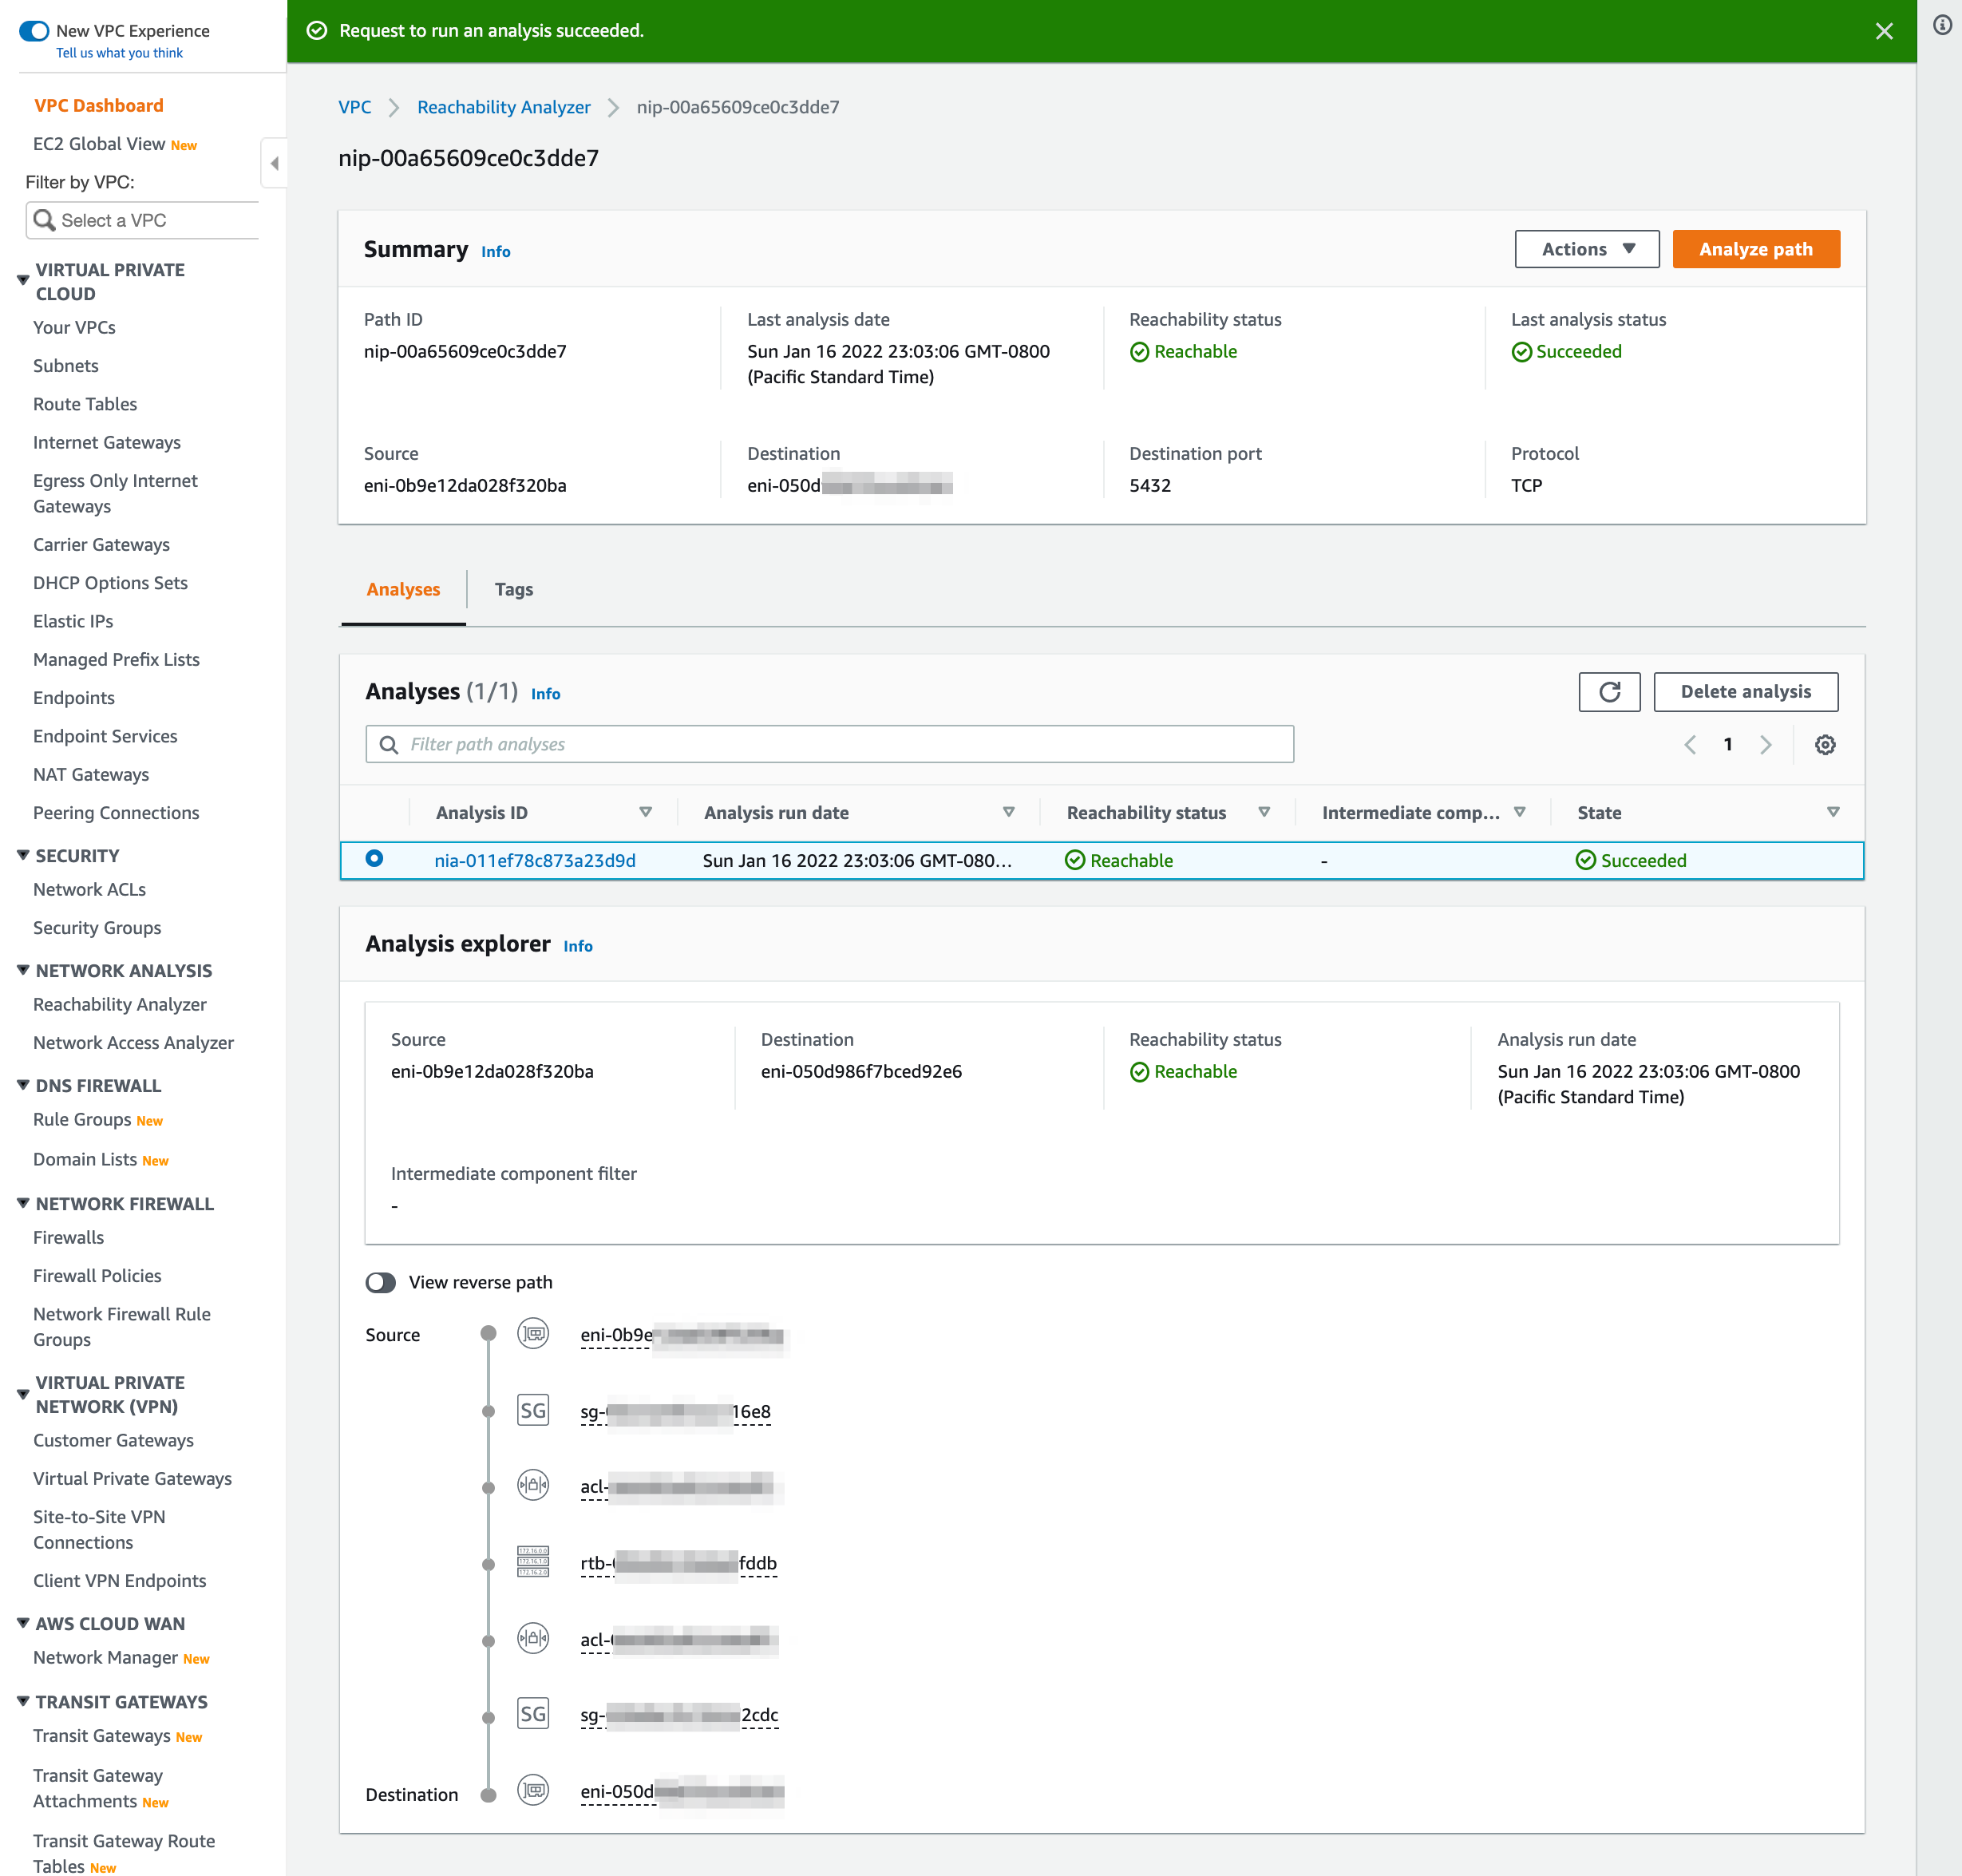 New VPC Experience
Tell us what you think
VPC Dashboard
EC2 Global View New
Filter by VPC:
Select a VPC
VIRTUAL PRIVATE
CLOUD
Your VPCs
Subnets
Route Tables
Internet Gateways
Egress Only Internet
Gateways
Carrier Gateways
DHCP Options Sets
Elastic IPs
Managed Prefix Lists
Endpoints
Endpoint Services
NAT Gateways
Peering Connections
SECURITY
Network ACLs
Security Groups
NETWORK ANALYSIS
Reachability Analyzer
Network Access Analyzer
DNS FIREWALL
Rule Groups New
Domain Lists New
NETWORK FIREWALL
Firewalls
Firewall Policies
Network Firewall Rule
Groups
VIRTUAL PRIVATE
NETWORK (VPN)
Customer Gateways
Virtual Private Gateways
Site-to-Site VPN
Connections
Client VPN Endpoints
AWS CLOUD WAN
Network Manager New
TRANSIT GATEWAYS
Transit Gateways New
Transit Gateway
Attachments New
Transit Gateway Route
Tables New
Request to run an analysis succeeded.
VPC > Reachability Analyzer > nip-00a65609ce0c3dde7
nip-00a65609ce0c3dde7
Summary Info
Actions
Analyze path
Path ID
nip-00a65609ce0c3dde7
Last analysis date
Sun Jan 16 2022 23:03:06 GMT-0800
(Pacific Standard Time)
Reachability status
Reachable
Last analysis status
Succeeded
Source
eni-0b9e12da028f320ba
Destination
eni-050d
Destination port
5432
Protocol
TCP
Analyses
Tags
Analyses (1/1) Info
Delete analysis
Filter path analyses
1
Analysis ID Analysis run date Reachability status Intermediate comp... State
nia-011ef78c873a23d9d Sun Jan 16 2022 23:03:06 GMT-080... Reachable - Succeeded
Analysis explorer Info
Source
eni-0b9e12da028f320ba
Destination
eni-050d986f7bced92e6
Reachability status
Reachable
Analysis run date
Sun Jan 16 2022 23:03:06 GMT-0800
(Pacific Standard Time)
Intermediate component filter
-
View reverse path
Source eni-0b9e
SG sg- 16e8
acl-
172.16.0.0
172.16.1.0
172.16.2.0
rtb- fddb
acl-
SG sg- 2cdc
Destination eni-050d